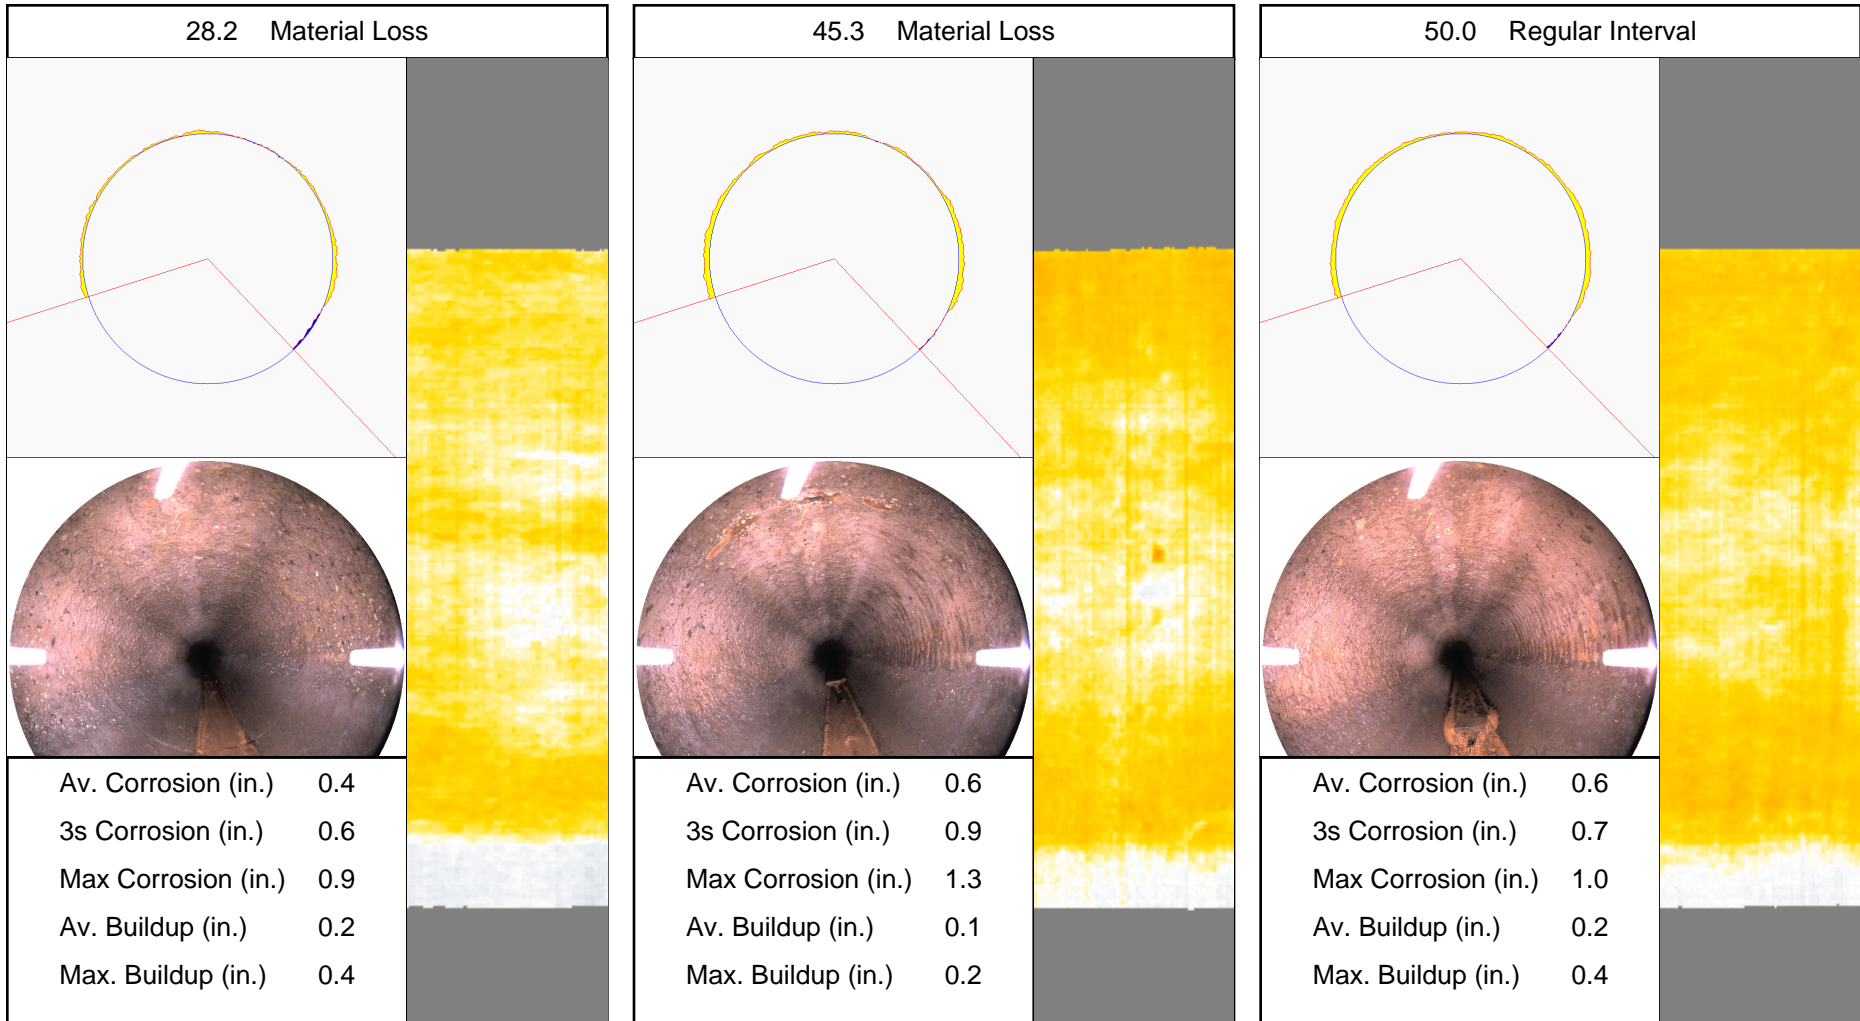 28.2 Material Loss
Av. Corrosion (in.) 0.4
3s Corrosion (in.) 0.6
Max Corrosion (in.) 0.9
Av. Buildup (in.) 0.2
Max. Buildup (in.) 0.4
45.3 Material Loss
Av. Corrosion (in.) 0.6
3s Corrosion (in.) 0.9
Max Corrosion (in.) 1.3
Av. Buildup (in.) 0.1
Max. Buildup (in.) 0.2
50.0 Regular Interval
Av. Corrosion (in.) 0.6
3s Corrosion (in.) 0.7
Max Corrosion (in.) 1.0
Av. Buildup (in.) 0.2
Max. Buildup (in.) 0.4